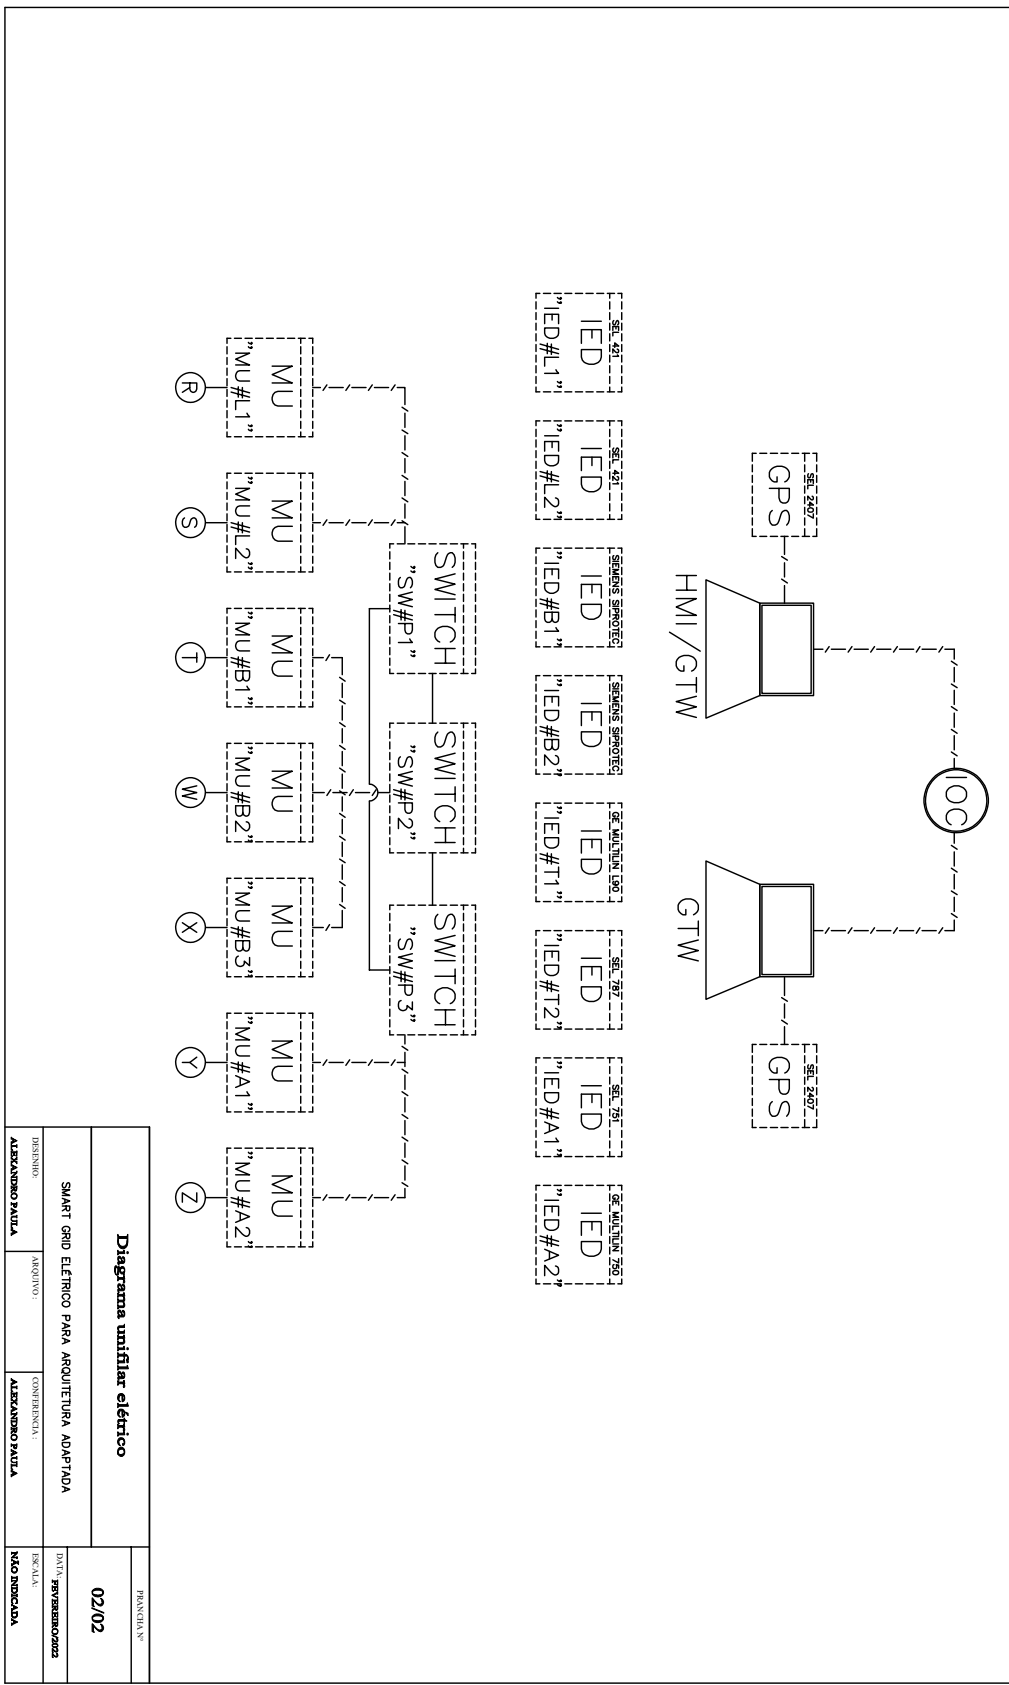 IOC
SEL 2407
GPS
SEL 2407
GPS
HMI/GTW
GTW
SEL 421
IED
”IED#L1”
SEL 421
IED
”IED#L2”
SIEMENS SIPROTEC
IED
”IED#B1”
SIEMENS SIPROTEC
IED
”IED#B2”
GE MULTILIN L90
IED
”IED#T1”
SEL 787
IED
”IED#T2”
SEL 751
IED
”IED#A1”
GE MULTILIN 750
IED
”IED#A2”
SWITCH
”SW#P1”
SWITCH
”SW#P2”
SWITCH
”SW#P3”
MU
”MU#L1”
MU
”MU#L2”
MU
”MU#B1”
MU
”MU#B2”
MU
”MU#B3”
MU
”MU#A1”
MU
”MU#A2”
R
S
T
W
X
Y
Z
Diagrama unifilar elétrico
PRANCHA Nº
02/02
SMART GRID ELÉTRICO PARA ARQUITETURA ADAPTADA
DATA: FEVEREIRO/2022
DESENHO:
ALEXANDRO PAULA
ARQUIVO :
CONFERENCIA :
ALEXANDRO PAULA
ESCALA:
NÃO INDICADA